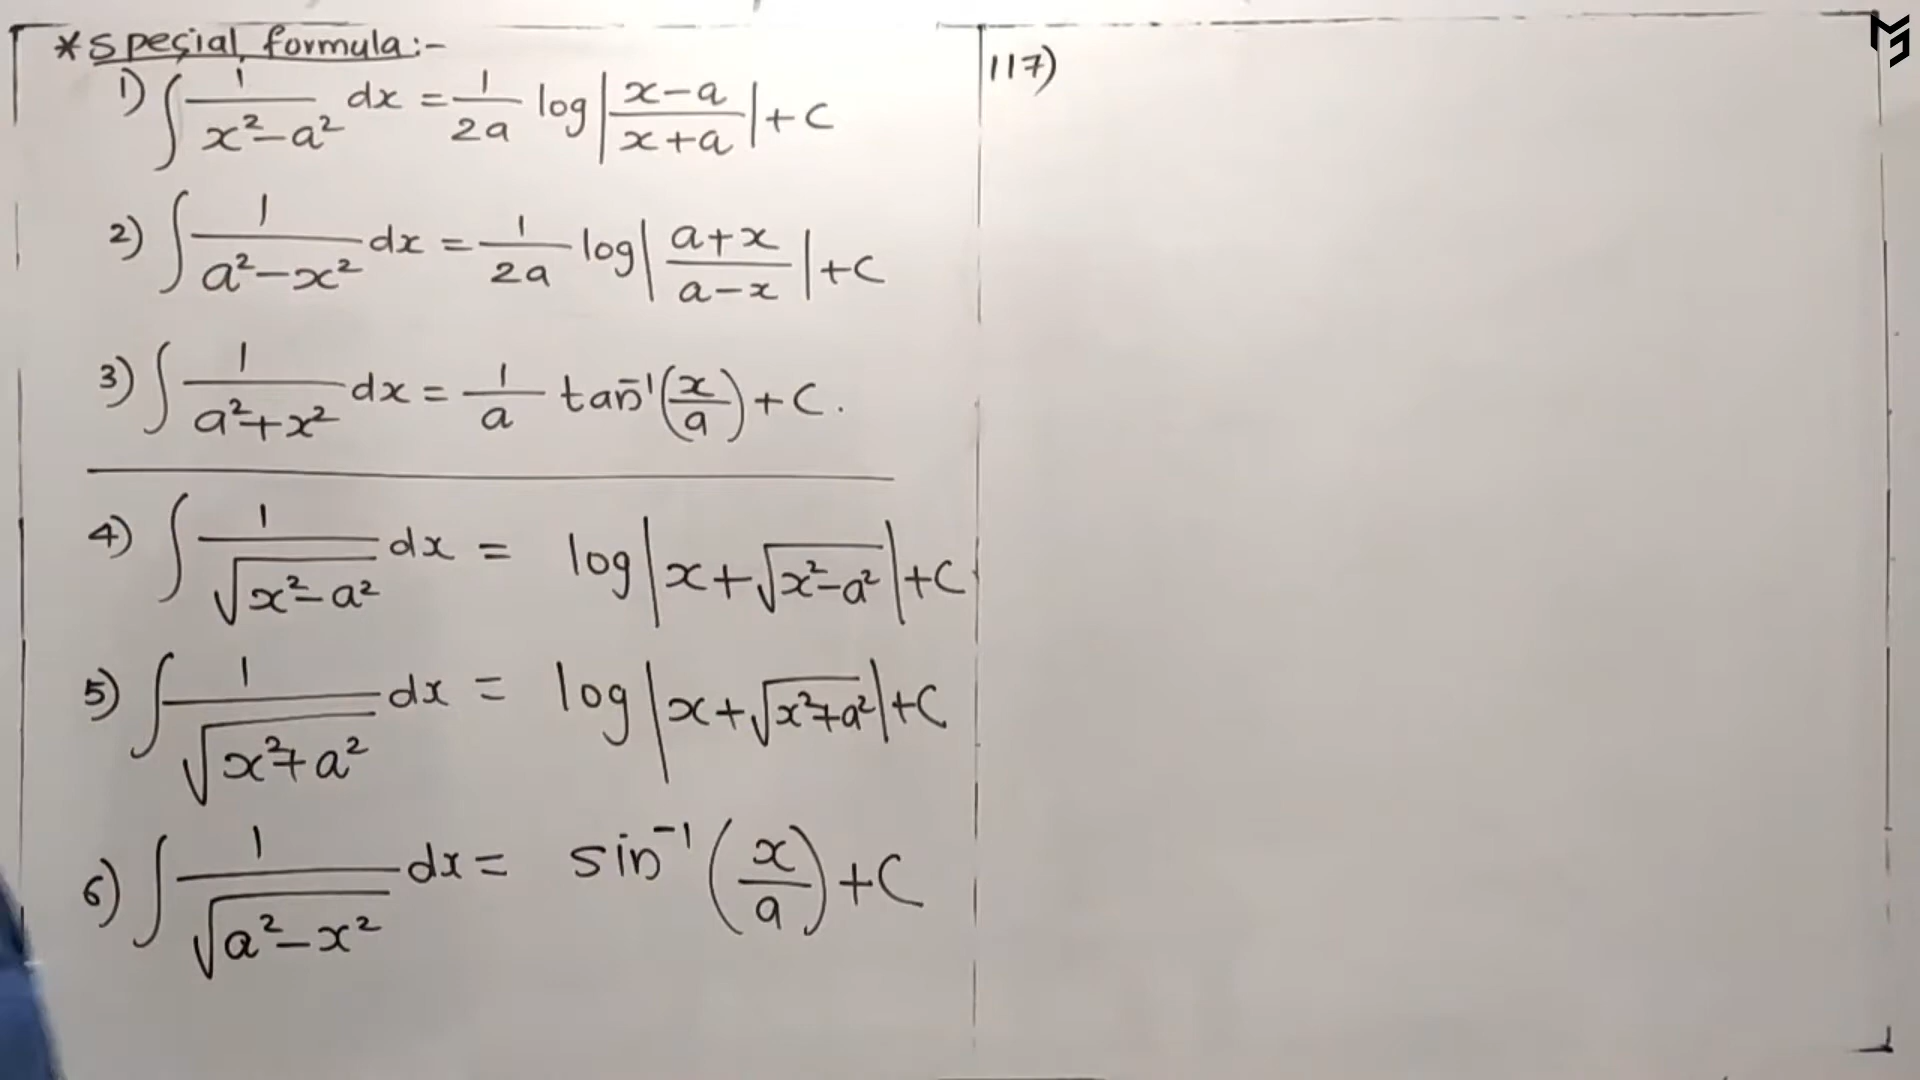 *Special formula:-
1) ∫ 1/(x²-a²) dx = 1/2a log|(x-a)/(x+a)| + C
2) ∫ 1/(a²-x²) dx = 1/2a log|(a+x)/(a-x)| + C
3) ∫ 1/(a²+x²) dx = 1/a tan⁻¹(x/a) + C.
4) ∫ 1/√(x²-a²) dx = log|x+√(x²-a²)| + C
5) ∫ 1/√(x²+a²) dx = log|x+√(x²+a²)| + C
6) ∫ 1/√(a²-x²) dx = sin⁻¹(x/a) + C
117)